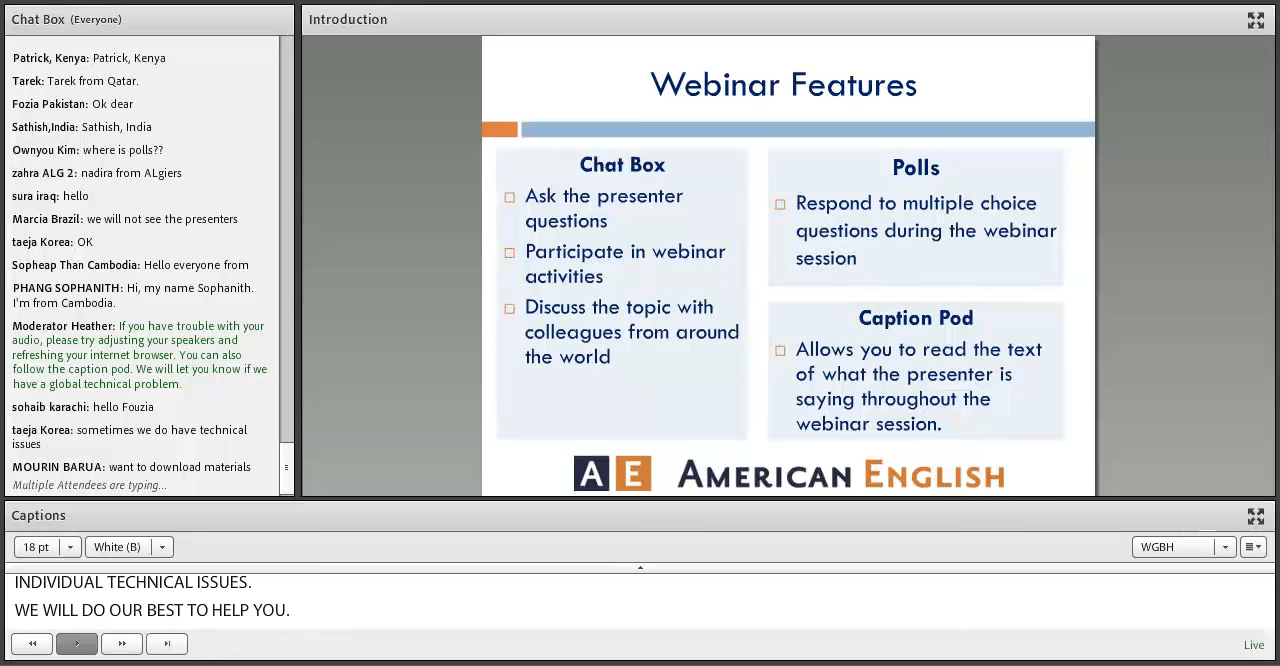 Chat Box (Everyone)
Patrick, Kenya: Patrick, Kenya
Tarek: Tarek from Qatar.
Fozia Pakistan: Ok dear
Sathish,India: Sathish, India
Ownyou Kim: where is polls??
zahra ALG 2: nadira from ALgiers
sura iraq: hello
Marcia Brazil: we will not see the presenters
taeja Korea: OK
Sopheap Than Cambodia: Hello everyone from
PHANG SOPHANITH: Hi, my name Sophanith.
I'm from Cambodia.
Moderator Heather: If you have trouble with your
audio, please try adjusting your speakers and
refreshing your internet browser. You can also
follow the caption pod. We will let you know if we
have a global technical problem.
sohaib karachi: hello Fouzia
taeja Korea: sometimes we do have technical
issues
MOURIN BARUA: want to download materials
Multiple Attendees are typing...
Introduction
Webinar Features
Chat Box
Ask the presenter
questions
Participate in webinar
activities
Discuss the topic with
colleagues from around
the world
Polls
Respond to multiple choice
questions during the webinar
session
Caption Pod
Allows you to read the text
of what the presenter is
saying throughout the
webinar session.
AE AMERICAN ENGLISH
Captions
18 pt White (B) WGBH
INDIVIDUAL TECHNICAL ISSUES.
WE WILL DO OUR BEST TO HELP YOU.
Live